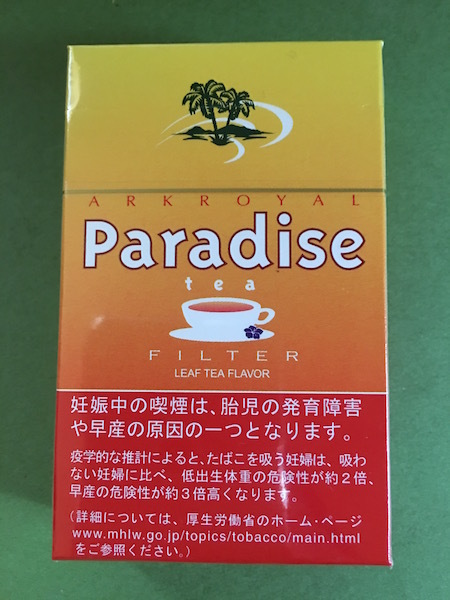 ARKROYAL
Paradise
tea
FILTER
LEAF TEA FLAVOR
妊娠中の喫煙は、胎児の発育障害
や早産の原因の一つとなります。
疫学的な推計によると、たばこを吸う妊婦は、吸わ
ない妊婦に比べ、低出生体重の危険性が約2倍、
早産の危険性が約3倍高くなります。
(詳細については、厚生労働省のホーム・ページ
www.mhlw.go.jp/topics/tobacco/main.html
をご参照ください。)